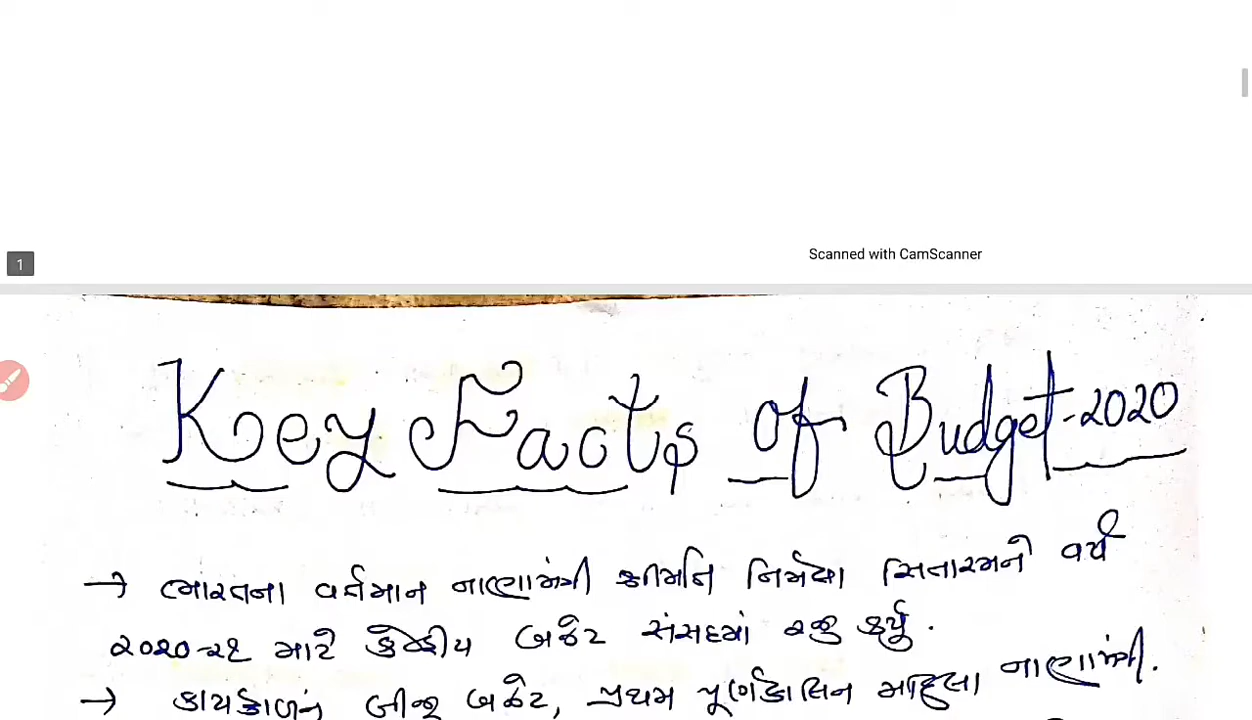 Scanned with CamScanner
1
Key Facts of Budget-2020
→ ભારતના વર્તમાન નાણામંત્રી શ્રીમતિ નિર્મલા સિતારમને વર્ષ
૨૦૨૦-૨૧ માટે કેન્દ્રીય બજેટ સંસદમાં રજુ કર્યુ.
→ કાર્યકાળનું બીજુ બજેટ, પ્રથમ પૂર્ણકાલિન મહિલા નાણામંત્રી.